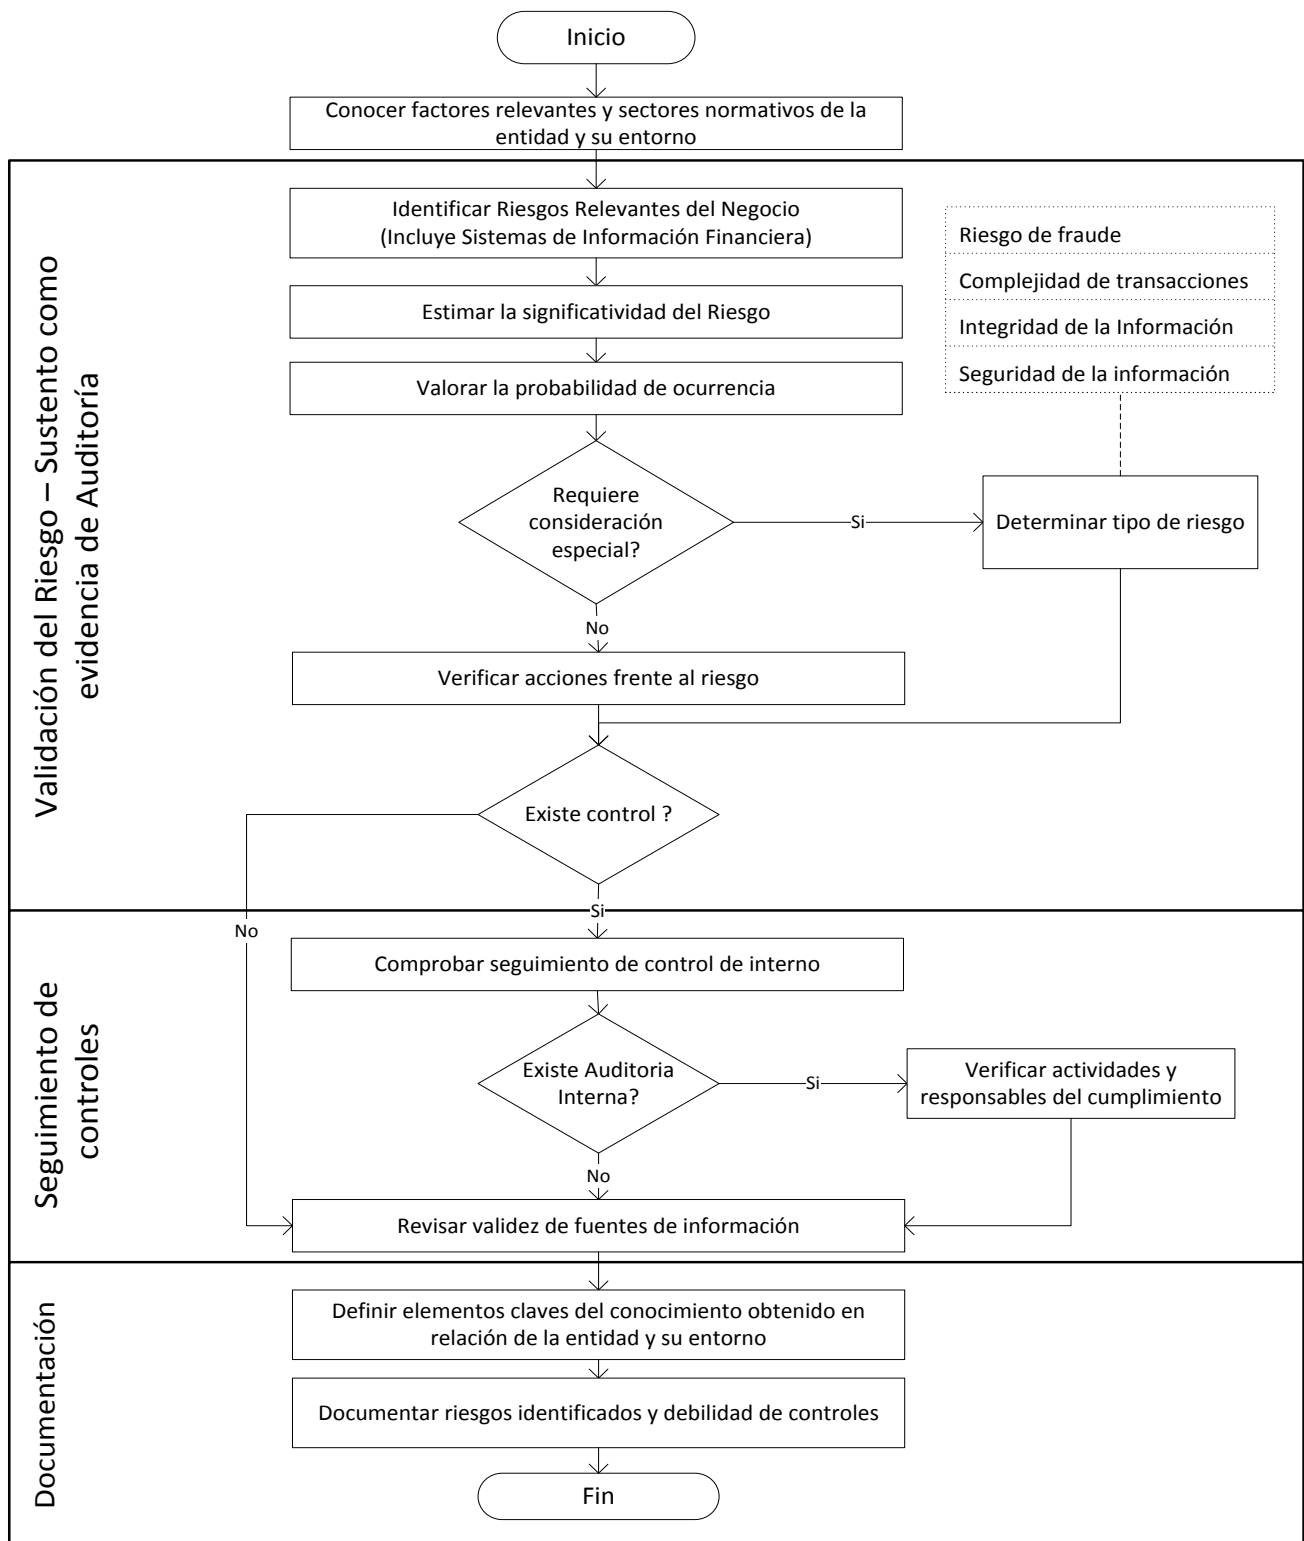 Inicio
Conocer factores relevantes y sectores normativos de la
entidad y su entorno
Validación del Riesgo – Sustento como
evidencia de Auditoría
Identificar Riesgos Relevantes del Negocio
(Incluye Sistemas de Información Financiera)
Riesgo de fraude
Complejidad de transacciones
Integridad de la Información
Seguridad de la información
Estimar la significatividad del Riesgo
Valorar la probabilidad de ocurrencia
Requiere
consideración
especial?
Si
Determinar tipo de riesgo
No
Verificar acciones frente al riesgo
Existe control ?
Si
No
Seguimiento de
controles
Comprobar seguimiento de control de interno
Existe Auditoria
Interna?
Si
Verificar actividades y
responsables del cumplimiento
No
Revisar validez de fuentes de información
Documentación
Definir elementos claves del conocimiento obtenido en
relación de la entidad y su entorno
Documentar riesgos identificados y debilidad de controles
Fin